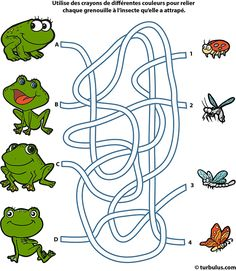 Utilise des crayons de différentes couleurs pour relier
chaque grenouille à l'insecte qu'elle a attrapé.
A
1
B
2
C
3
D
4
© turbulus.com